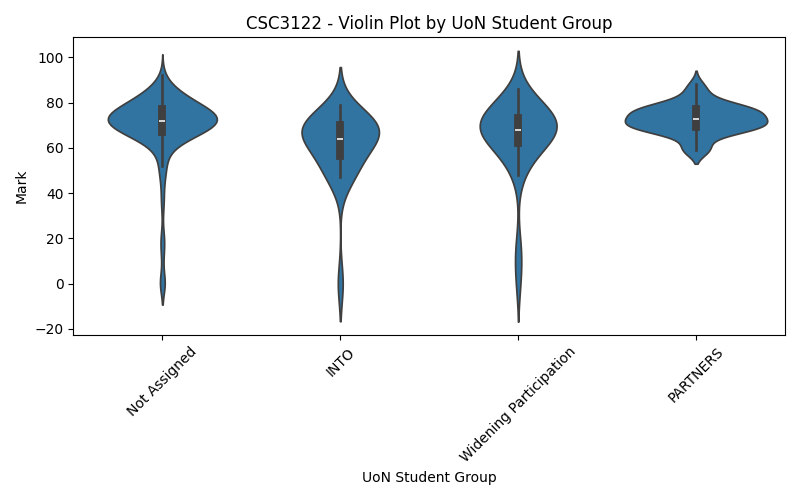 CSC3122 - Violin Plot by UoN Student Group
Mark
100
80
60
40
20
0
−20
Not Assigned
INTO
Widening Participation
PARTNERS
UoN Student Group